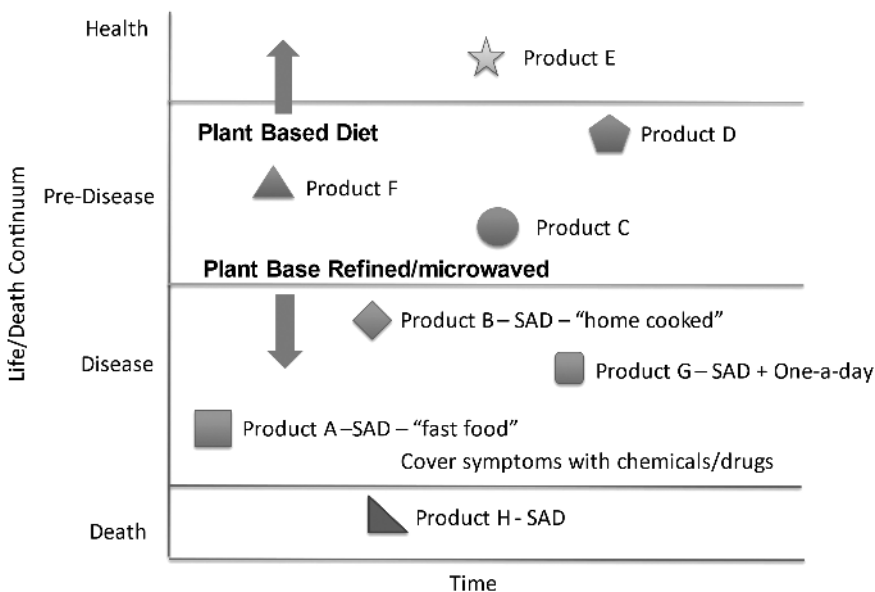 Health
Product E
Plant Based Diet
Product D
Pre-Disease
Product F
Product C
Plant Base Refined/microwaved
Product B – SAD – “home cooked”
Disease
Product G – SAD + One-a-day
Product A –SAD – “fast food”
Cover symptoms with chemicals/drugs
Product H - SAD
Death
Time
Life/Death Continuum